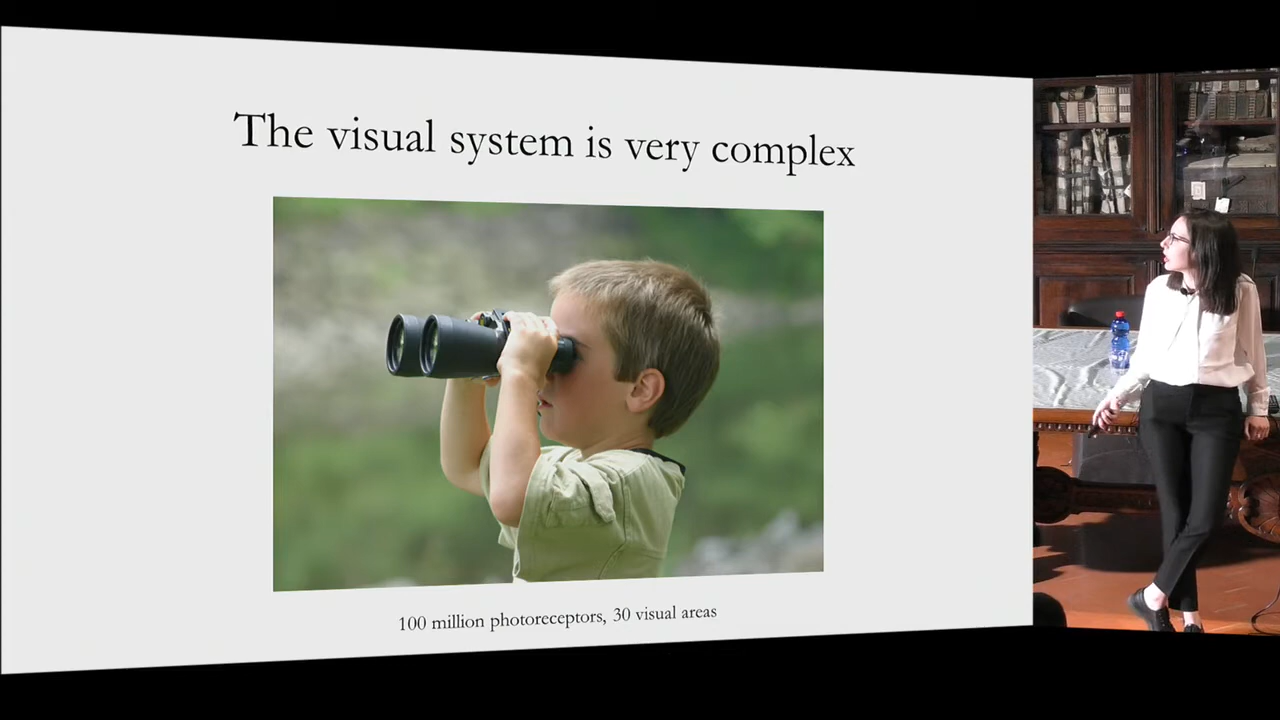 The visual system is very complex
100 million photoreceptors, 30 visual areas